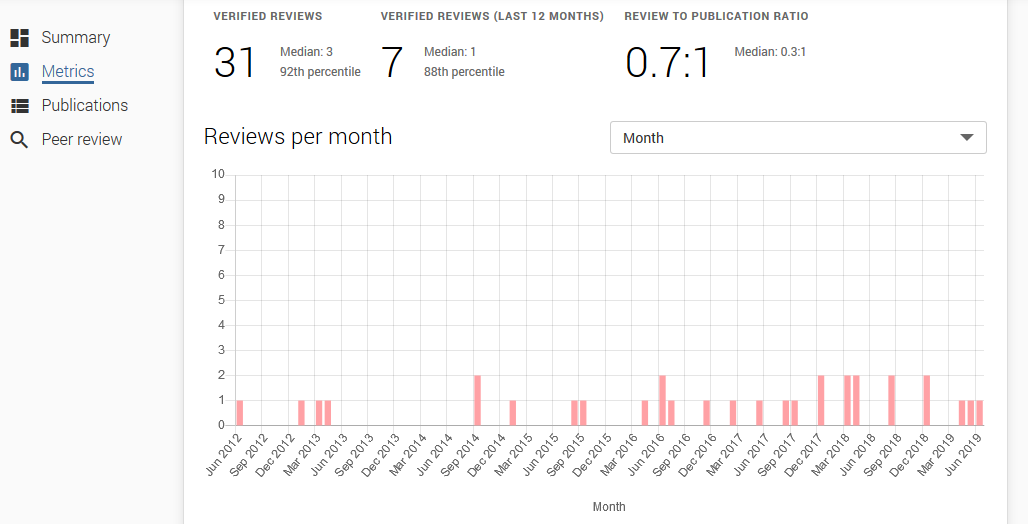 VERIFIED REVIEWS
VERIFIED REVIEWS (LAST 12 MONTHS)
REVIEW TO PUBLICATION RATIO
Summary
Metrics
Publications
Peer review
31
Median: 3
92th percentile
7
Median: 1
88th percentile
0.7:1
Median: 0.3:1
Reviews per month
Month
10
9
8
7
6
5
4
3
2
1
0
Jun 2012
Sep 2012
Dec 2012
Mar 2013
Jun 2013
Sep 2013
Dec 2013
Mar 2014
Jun 2014
Sep 2014
Dec 2014
Mar 2015
Jun 2015
Sep 2015
Dec 2015
Mar 2016
Jun 2016
Sep 2016
Dec 2016
Mar 2017
Jun 2017
Sep 2017
Dec 2017
Mar 2018
Jun 2018
Sep 2018
Dec 2018
Mar 2019
Jun 2019
Month